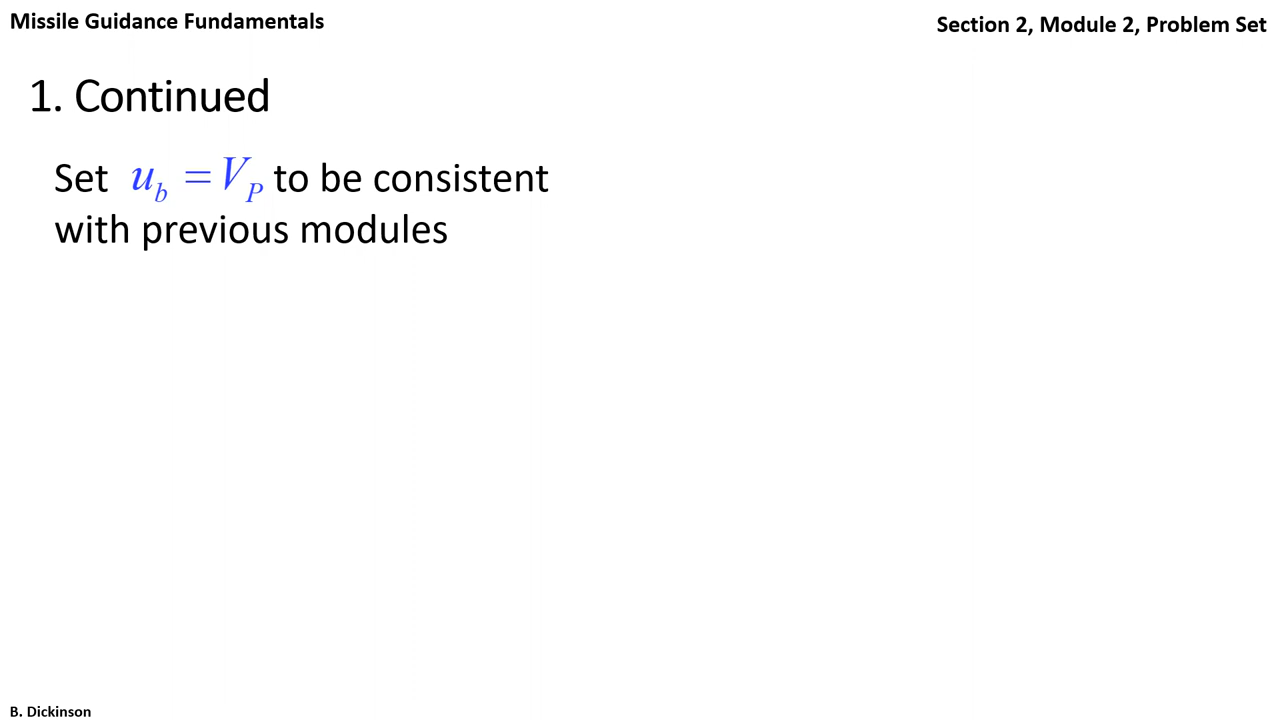 Missile Guidance Fundamentals
Section 2, Module 2, Problem Set
1. Continued
Set u_b = V_P to be consistent
with previous modules
B. Dickinson